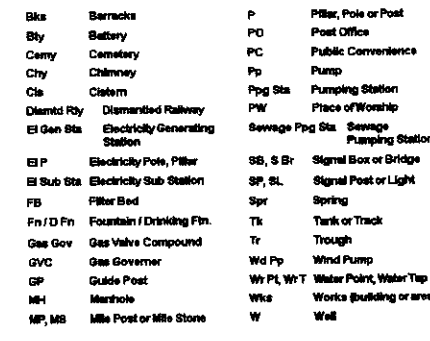 Bks Barracks
Bty Battery
Cemy Cemetery
Chy Chimney
Cis Cistern
Dismtd Rly Dismantled Railway
El Gen Sta Electricity Generating
Station
El P Electricity Pole, Pillar
El Sub Sta Electricity Sub Station
FB Filter Bed
Fn / D Fn Fountain / Drinking Ftn.
Gas Gov Gas Valve Compound
GVC Gas Governer
GP Guide Post
MH Manhole
MP, MS Mile Post or Mile Stone
P Pillar, Pole or Post
PO Post Office
PC Public Convenience
Pp Pump
Ppg Sta Pumping Station
PW Place of Worship
Sewage Ppg Sta Sewage
Pumping Station
SB, S Br Signal Box or Bridge
SP, SL Signal Post or Light
Spr Spring
Tk Tank or Track
Tr Trough
Wd Pp Wind Pump
Wr Pt, Wr T Water Point, Water Tap
Wks Works (building or area
W Well